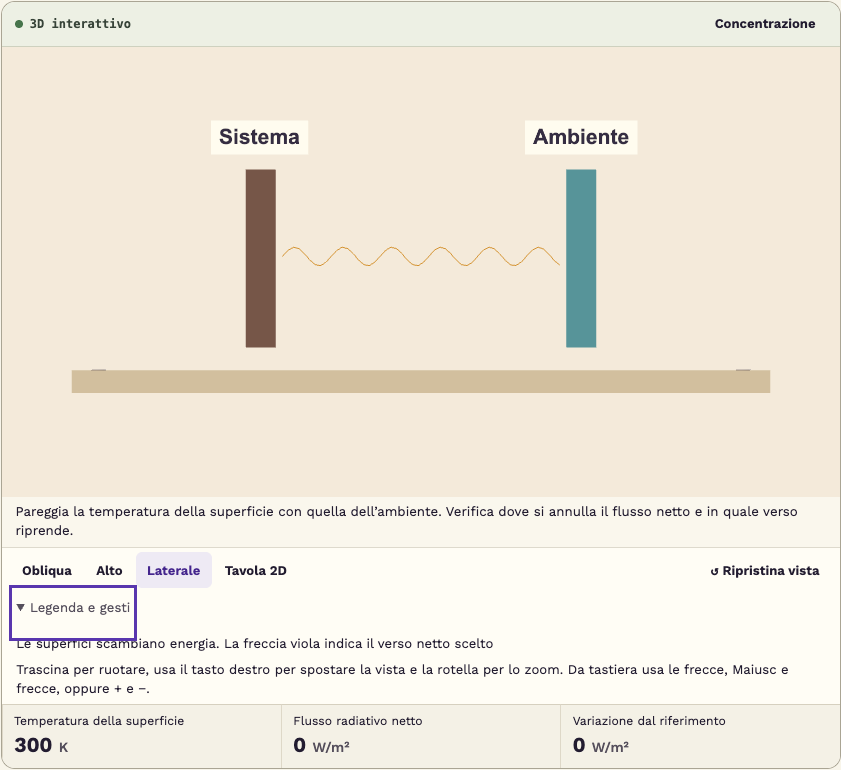 3D interattivo
Concentrazione
Sistema
Ambiente
Pareggia la temperatura della superficie con quella dell’ambiente. Verifica dove si annulla il flusso netto e in quale verso
riprende.
Obliqua Alto Laterale Tavola 2D ↺ Ripristina vista
▼ Legenda e gesti
Le superfici scambiano energia. La freccia viola indica il verso netto scelto
Trascina per ruotare, usa il tasto destro per spostare la vista e la rotella per lo zoom. Da tastiera usa le frecce, Maiusc e
frecce, oppure + e −.
Temperatura della superficie
300 K
Flusso radiativo netto
0 W/m²
Variazione dal riferimento
0 W/m²